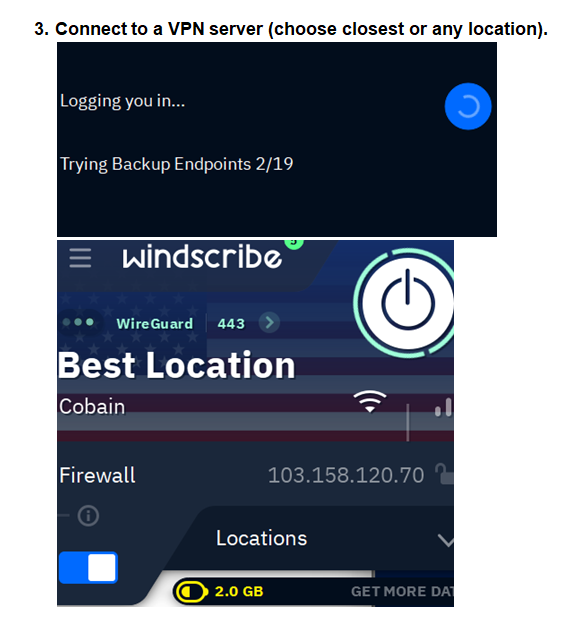 3. Connect to a VPN server (choose closest or any location).
Logging you in...
Trying Backup Endpoints 2/19
windscribe
WireGuard 443
Best Location
Cobain
Firewall 103.158.120.70
Locations
2.0 GB GET MORE DAT